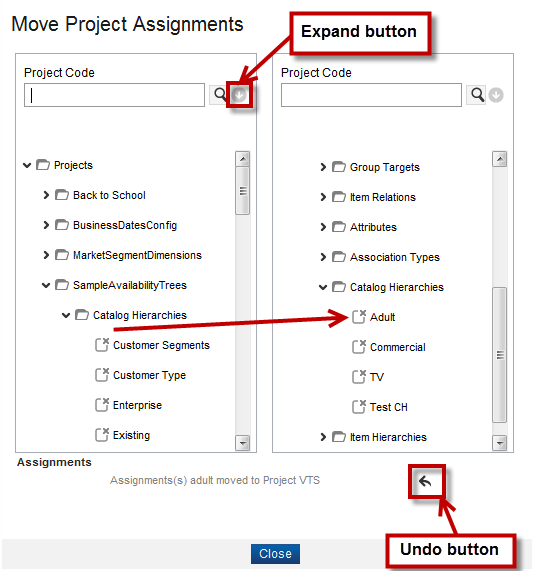 Move Project Assignments
Expand button
Project Code
Projects
Back to School
BusinessDatesConfig
MarketSegmentDimensions
SampleAvailabilityTrees
Catalog Hierarchies
Customer Segments
Customer Type
Enterprise
Existing
Project Code
Group Targets
Item Relations
Attributes
Association Types
Catalog Hierarchies
Adult
Commercial
TV
Test CH
Item Hierarchies
Assignments
Assignments(s) adult moved to Project VTS
Undo button
Close